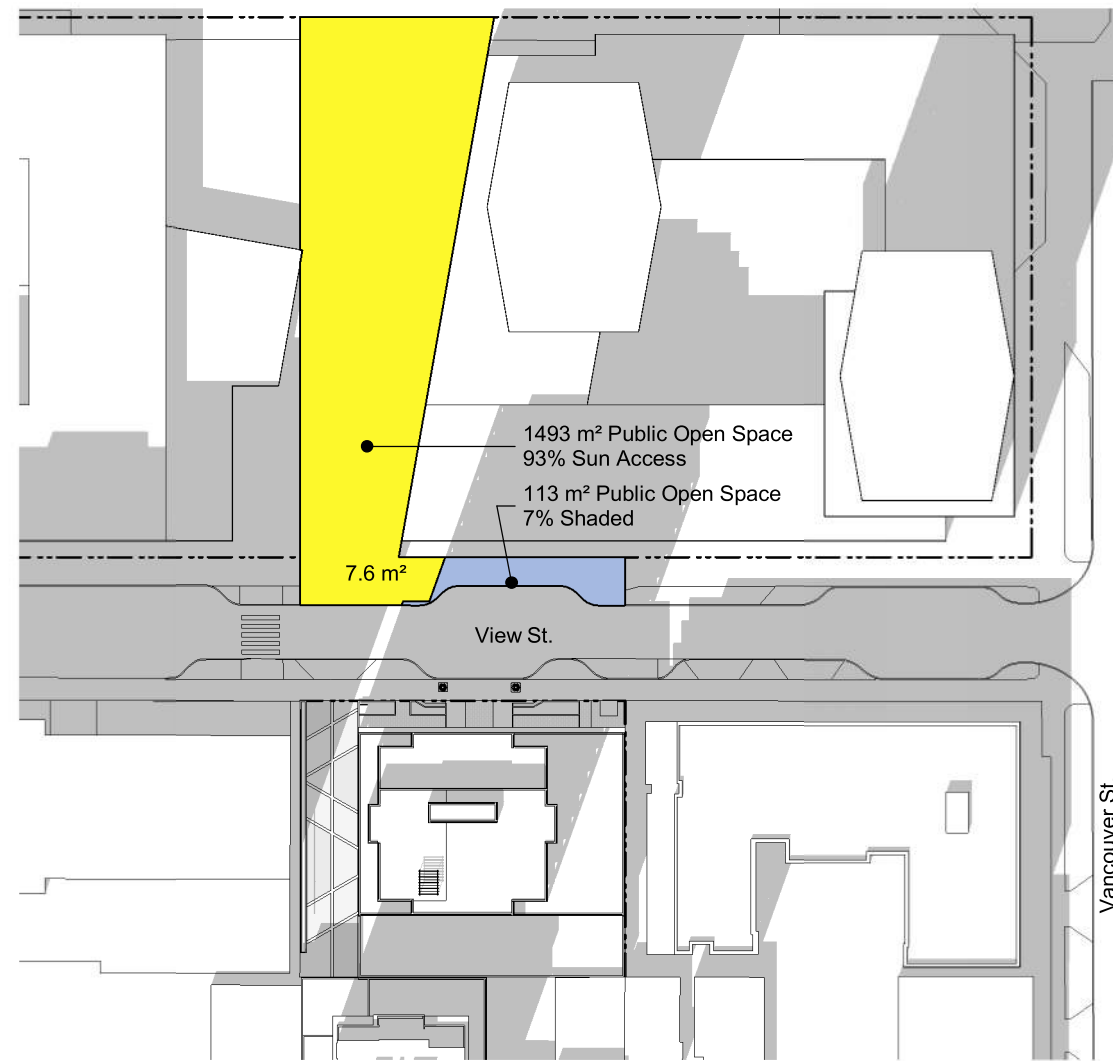 1493 m² Public Open Space
93% Sun Access
113 m² Public Open Space
7% Shaded
7.6 m²
View St.
Vancouver St.